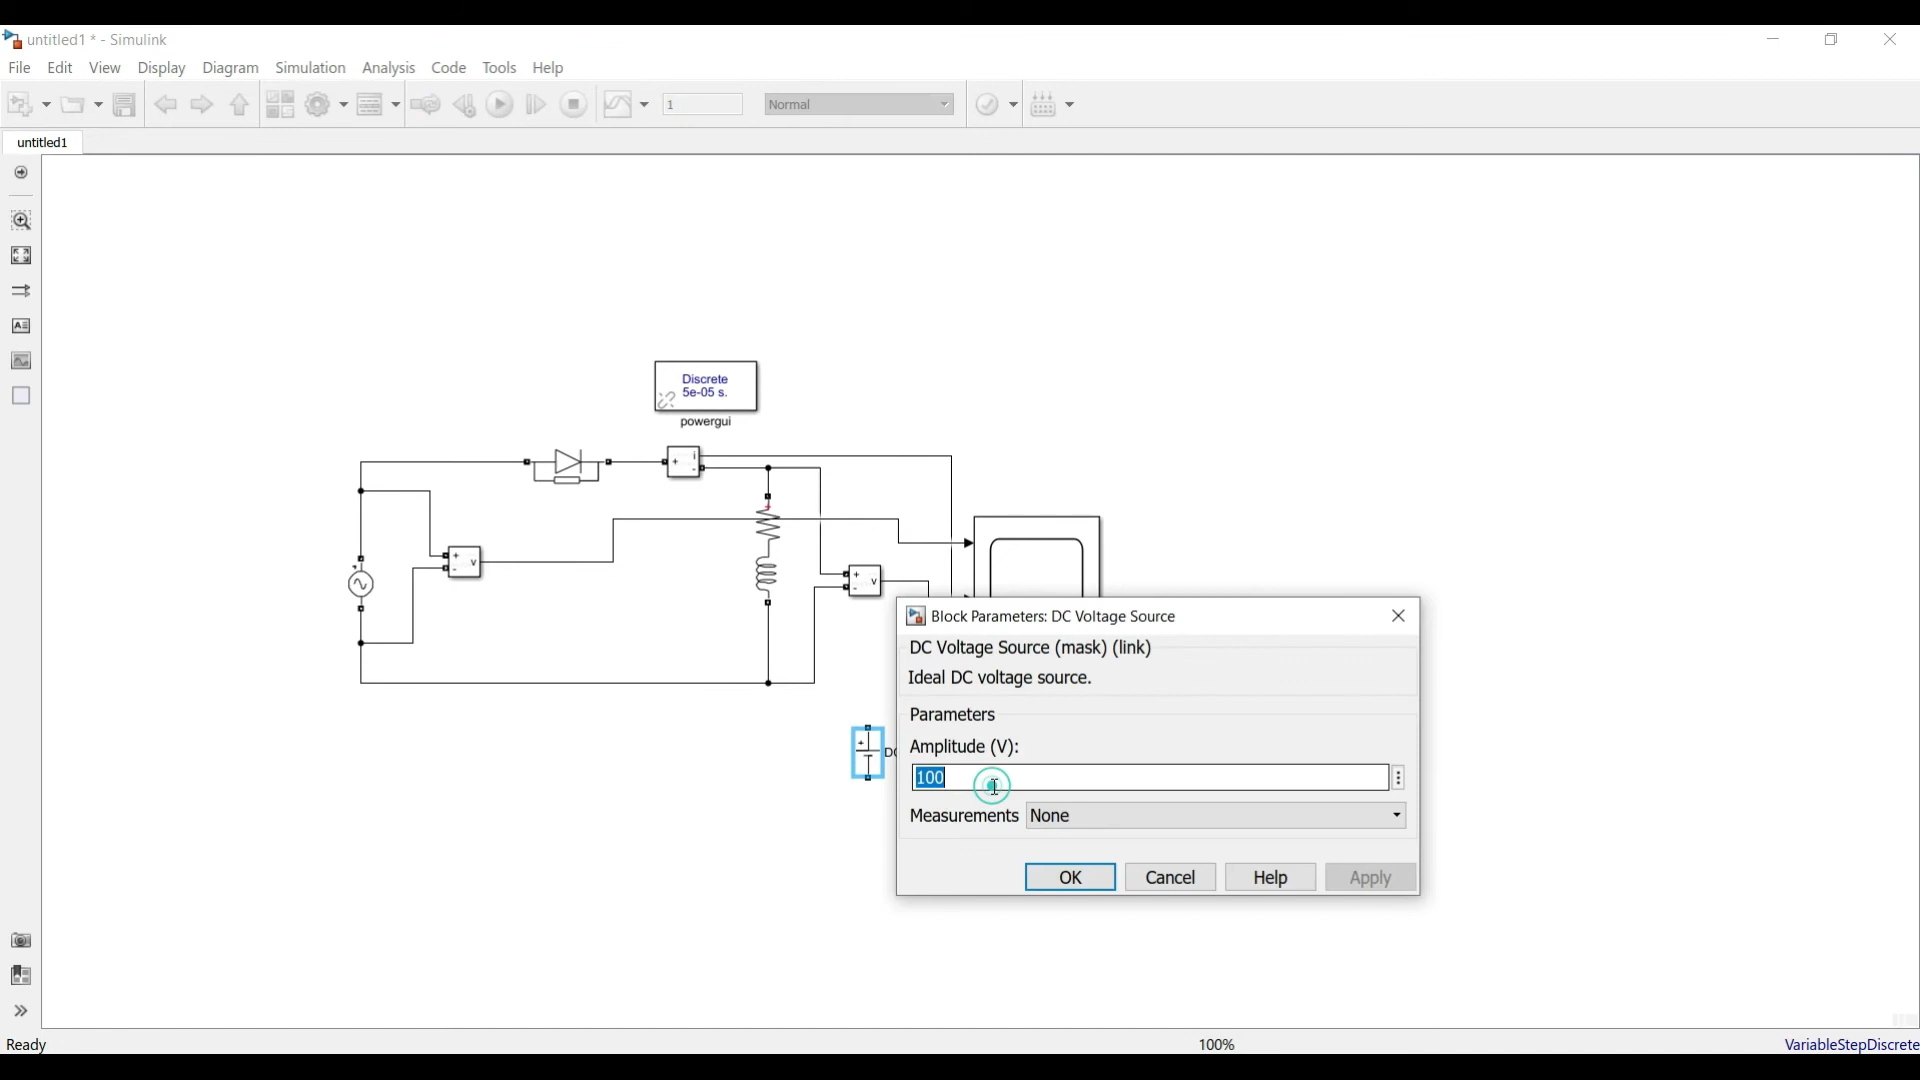 untitled1 * - Simulink
File Edit View Display Diagram Simulation Analysis Code Tools Help
1 Normal
untitled1
Discrete
5e-05 s.
powergui
+ i
-
+ v
-
+ v
-
Block Parameters: DC Voltage Source
DC Voltage Source (mask) (link)
Ideal DC voltage source.
Parameters
Amplitude (V):
100
Measurements None
OK Cancel Help Apply
+ DC
Ready 100% VariableStepDiscrete